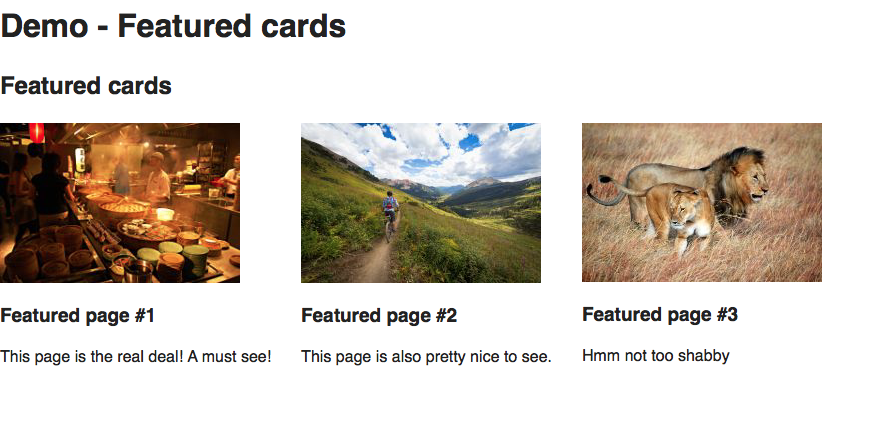 Demo - Featured cards
Featured cards
Featured page #1
This page is the real deal! A must see!
Featured page #2
This page is also pretty nice to see.
Featured page #3
Hmm not too shabby